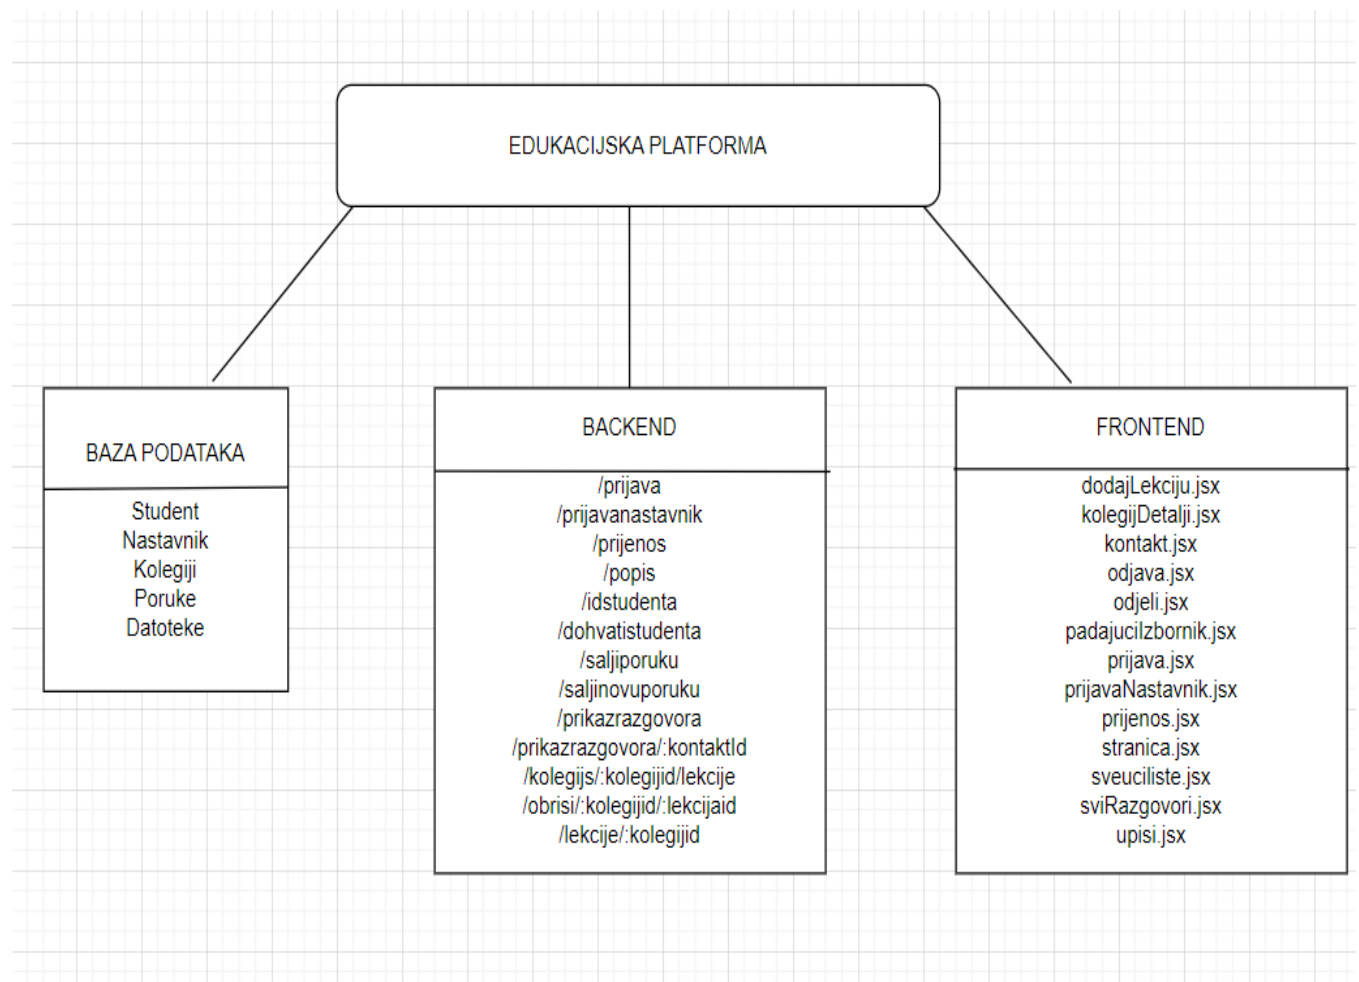 EDUKACIJSKA PLATFORMA
BAZA PODATAKA
Student
Nastavnik
Kolegiji
Poruke
Datoteke
BACKEND
/prijava
/prijavanastavnik
/prijenos
/popis
/idstudenta
/dohvatistudenta
/saljiporuku
/saljinovuporuku
/prikazrazgovora
/prikazrazgovora/:kontaktId
/kolegijs/:kolegijid/lekcije
/obrisi/:kolegijid/:lekcijaid
/lekcije/:kolegijid
FRONTEND
dodajLekciju.jsx
kolegijDetalji.jsx
kontakt.jsx
odjava.jsx
odjeli.jsx
padajuciIzbornik.jsx
prijava.jsx
prijavaNastavnik.jsx
prijenos.jsx
stranica.jsx
sveuciliste.jsx
sviRazgovori.jsx
upisi.jsx